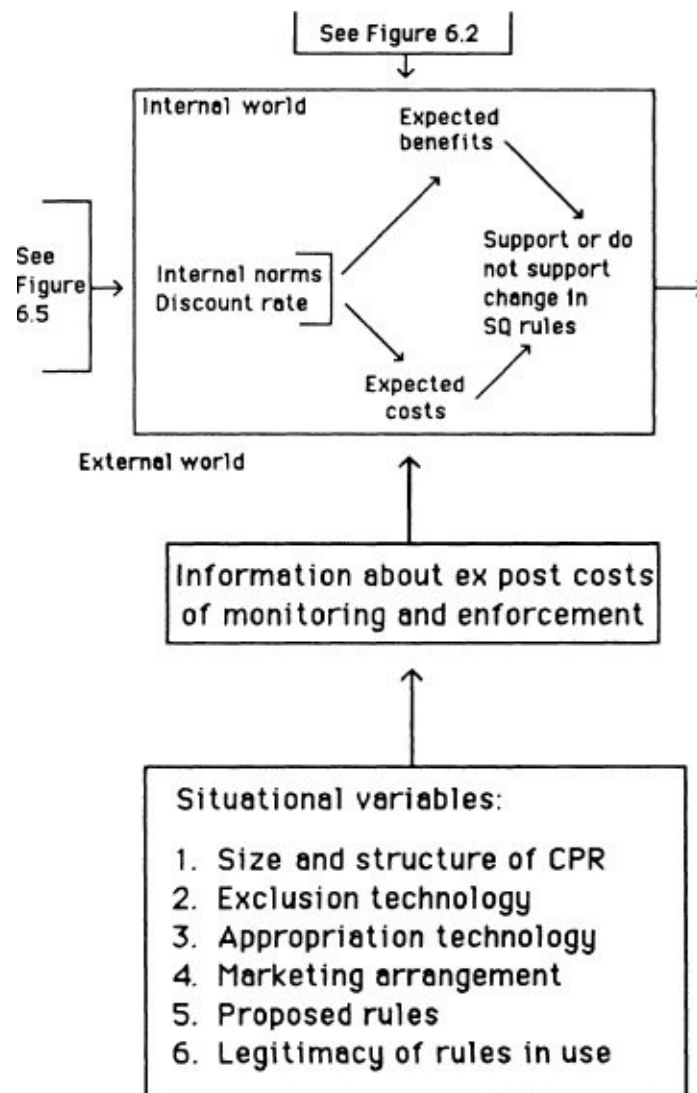 See Figure 6.2
Internal world
Expected
benefits
See
Figure
6.5
Internal norms
Discount rate
Support or do
not support
change in
SQ rules
Expected
costs
External world
Information about ex post costs
of monitoring and enforcement
Situational variables:
1. Size and structure of CPR
2. Exclusion technology
3. Appropriation technology
4. Marketing arrangement
5. Proposed rules
6. Legitimacy of rules in use